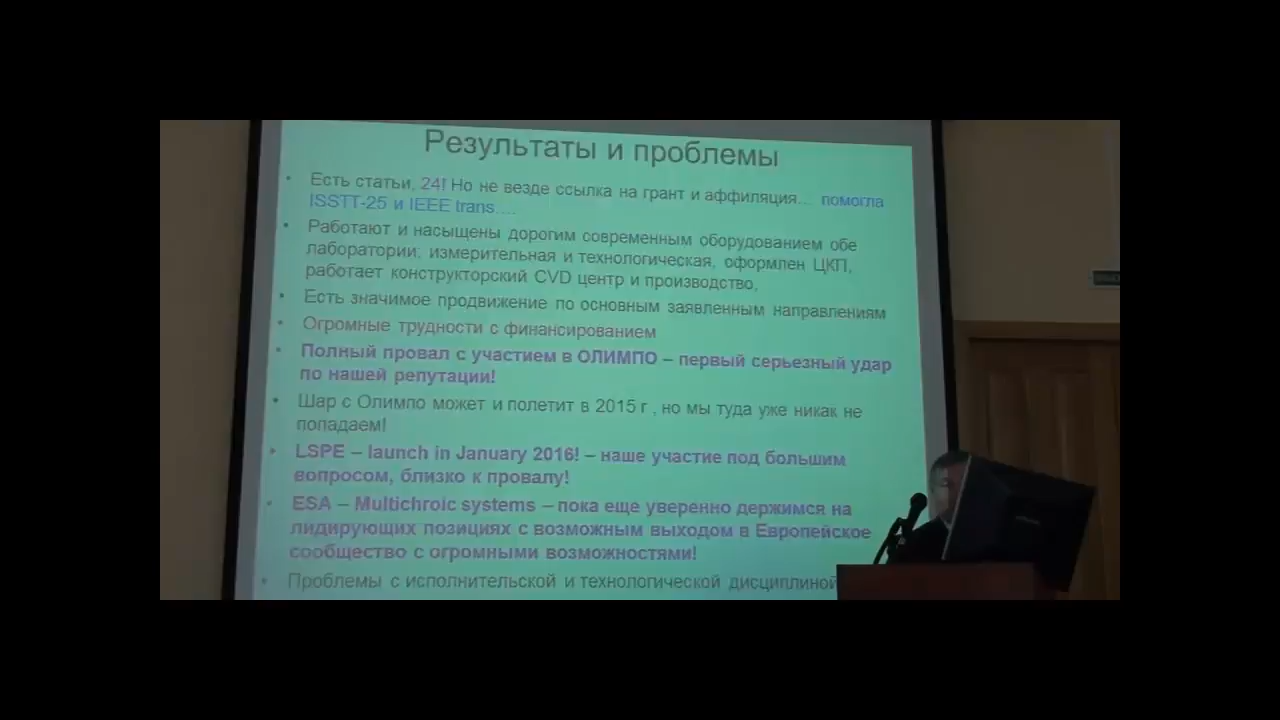 Результаты и проблемы
• Есть статьи, 24! Но не везде ссылка на грант и аффиляция... помогла
ISSTT-25 и IEEE trans....
• Работают и насыщены дорогим современным оборудованием обе
лаборатории: измерительная и технологическая, оформлен ЦКП,
работает конструкторский CVD центр и производство,
• Есть значимое продвижение по основным заявленным направлениям
• Огромные трудности с финансированием
• Полный провал с участием в ОЛИМПО – первый серьезный удар
по нашей репутации!
• Шар с Олимпо может и полетит в 2015 г , но мы туда уже никак не
попадаем!
• LSPE – launch in January 2016! – наше участие под большим
вопросом, близко к провалу!
• ESA – Multichroic systems – пока еще уверенно держимся на
лидирующих позициях с возможным выходом в Европейское
сообщество с огромными возможностями!
• Проблемы с исполнительской и технологической дисциплиной